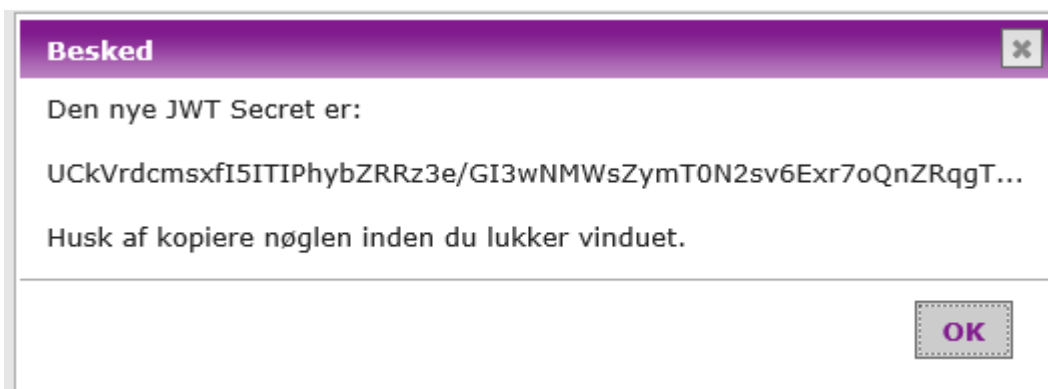 Besked
Den nye JWT Secret er:
UCkVrdcmsxfI5ITIPhybZRRz3e/GI3wNMWsZymT0N2sv6Exr7oQnZRqgT...
Husk af kopiere nøglen inden du lukker vinduet.
OK